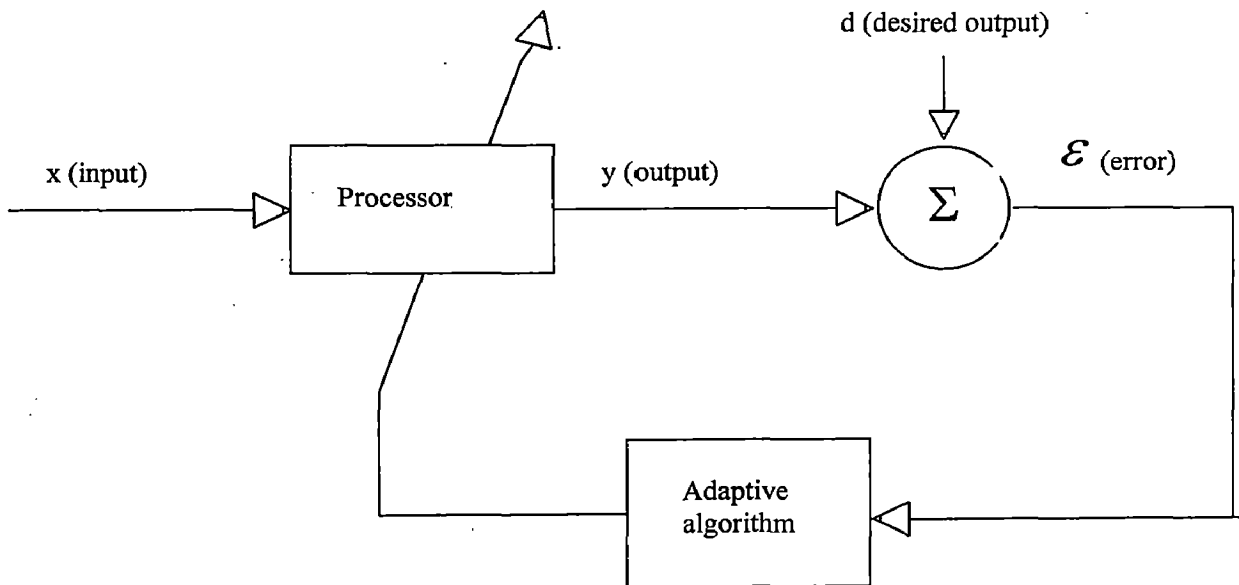 d (desired output)
x (input)
Processor
y (output)
Σ
ε (error)
Adaptive
algorithm